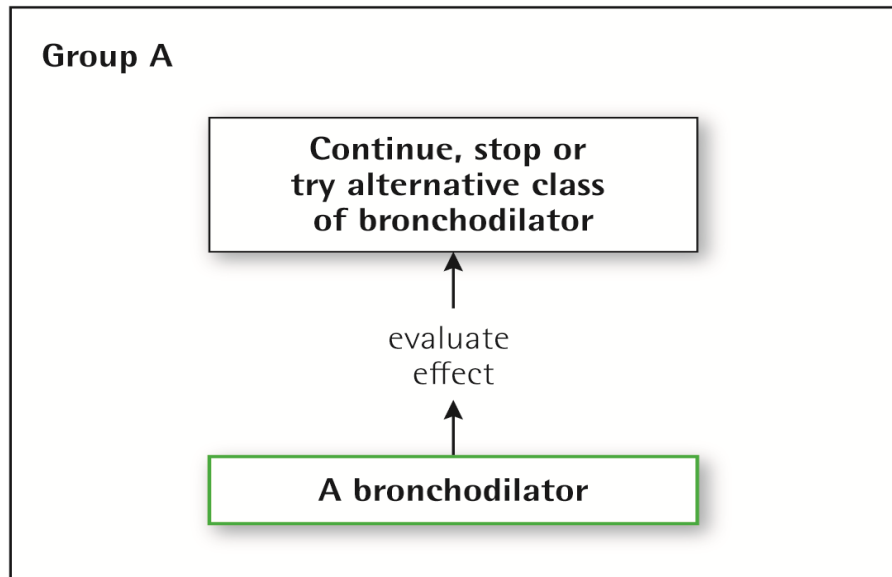 Group A
Continue, stop or
try alternative class
of bronchodilator
evaluate
effect
A bronchodilator